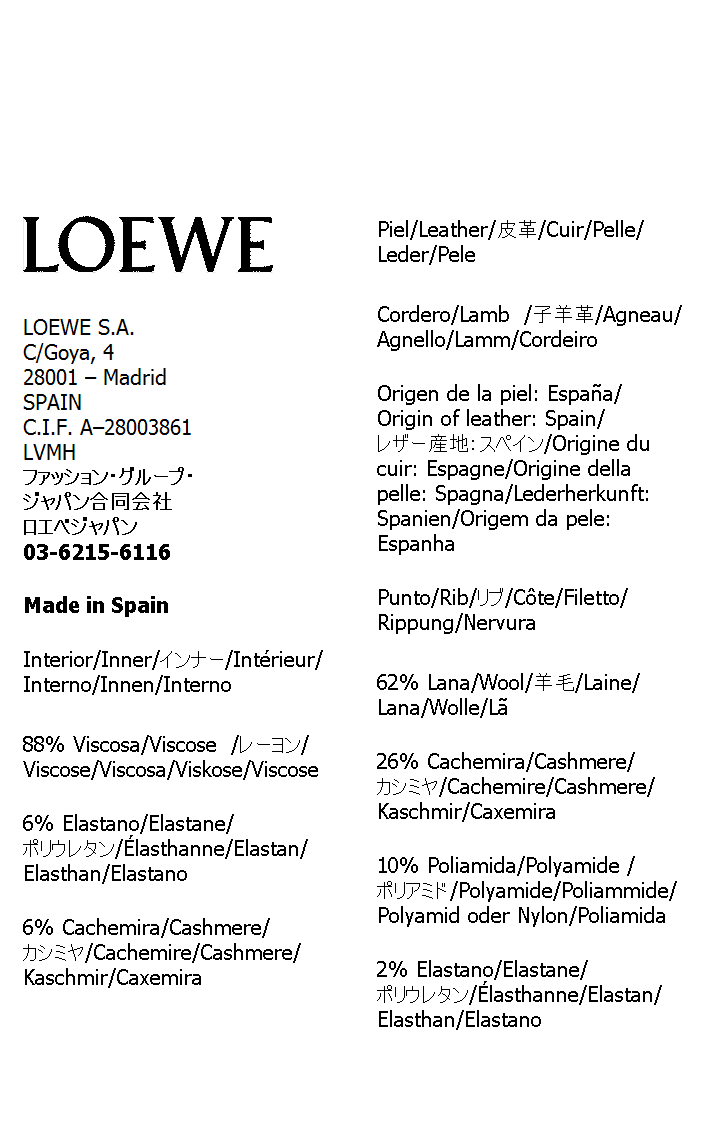 LOEWE
LOEWE S.A.
C/Goya, 4
28001 – Madrid
SPAIN
C.I.F. A–28003861
LVMH
ファッション・グループ・
ジャパン合同会社
ロエベジャパン
03-6215-6116
Made in Spain
Interior/Inner/インナー/Intérieur/
Interno/Innen/Interno
88% Viscosa/Viscose /レーヨン/
Viscose/Viscosa/Viskose/Viscose
6% Elastano/Elastane/
ポリウレタン/Élasthanne/Elastan/
Elasthan/Elastano
6% Cachemira/Cashmere/
カシミヤ/Cachemire/Cashmere/
Kaschmir/Caxemira
Piel/Leather/皮革/Cuir/Pelle/
Leder/Pele
Cordero/Lamb /子羊革/Agneau/
Agnello/Lamm/Cordeiro
Origen de la piel: España/
Origin of leather: Spain/
レザー産地: スペイン/Origine du
cuir: Espagne/Origine della
pelle: Spagna/Lederherkunft:
Spanien/Origem da pele:
Espanha
Punto/Rib/リブ/Côte/Filetto/
Rippung/Nervura
62% Lana/Wool/羊毛/Laine/
Lana/Wolle/Lã
26% Cachemira/Cashmere/
カシミヤ/Cachemire/Cashmere/
Kaschmir/Caxemira
10% Poliamida/Polyamide /
ポリアミド/Polyamide/Poliammide/
Polyamid oder Nylon/Poliamida
2% Elastano/Elastane/
ポリウレタン/Élasthanne/Elastan/
Elasthan/Elastano